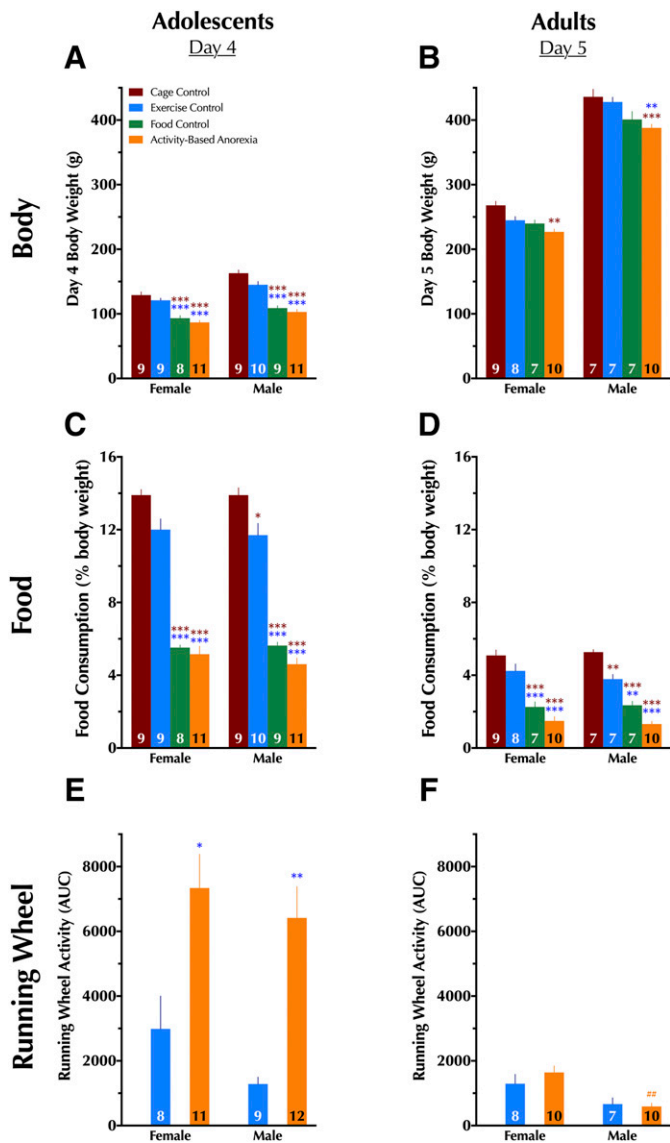 Adolescents
Day 4
Adults
Day 5
A
Cage Control
Exercise Control
Food Control
Activity-Based Anorexia
Body
Day 4 Body Weight (g)
400
300
200
100
0
***
***
***
***
***
***
***
***
9
9
8
11
9
10
9
11
Female
Male
B
Day 5 Body Weight (g)
400
300
200
100
0
**
**
***
9
8
7
10
7
7
7
10
Female
Male
C
Food
Food Consumption (% body weight)
16
12
8
4
0
***
***
***
***
*
***
***
***
***
9
9
8
11
9
10
9
11
Female
Male
D
Food Consumption (% body weight)
16
12
8
4
0
***
***
***
***
**
***
**
***
***
9
8
7
10
7
7
7
10
Female
Male
E
Running Wheel
Running Wheel Activity (AUC)
8000
6000
4000
2000
0
*
**
8
11
9
12
Female
Male
F
Running Wheel Activity (AUC)
8000
6000
4000
2000
0
##
8
10
7
10
Female
Male